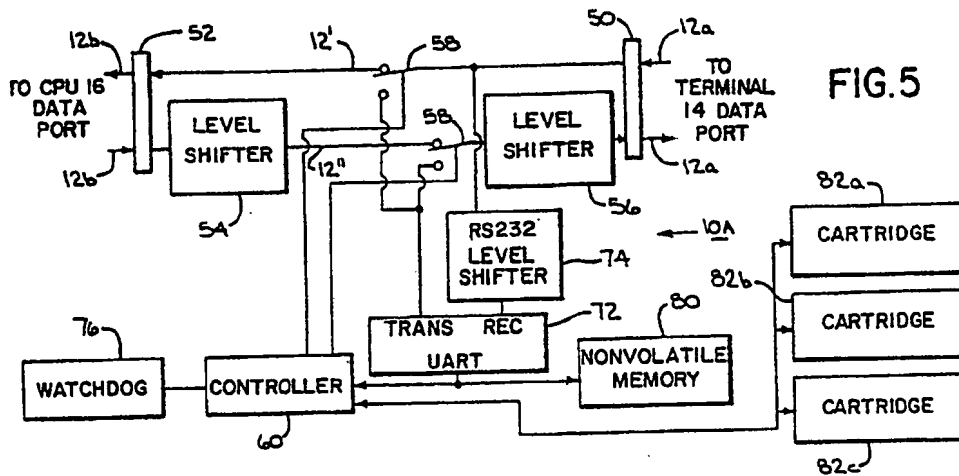 12b
52
12'
58
50
12a
TO CPU 16
DATA
PORT
TO
TERMINAL
14 DATA
PORT
FIG.5
LEVEL
SHIFTER
58
LEVEL
SHIFTER
12b
12"
12a
54
56
RS232
LEVEL
SHIFTER
74
10A
82a
CARTRIDGE
82b
CARTRIDGE
76
72
80
TRANS REC
UART
NONVOLATILE
MEMORY
WATCHDOG
CONTROLLER
CARTRIDGE
60
82c